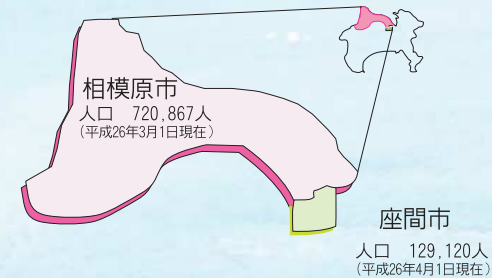 相模原市
人口　720,867人
（平成26年3月1日現在）
座間市
人口　129,120人
（平成26年4月1日現在）